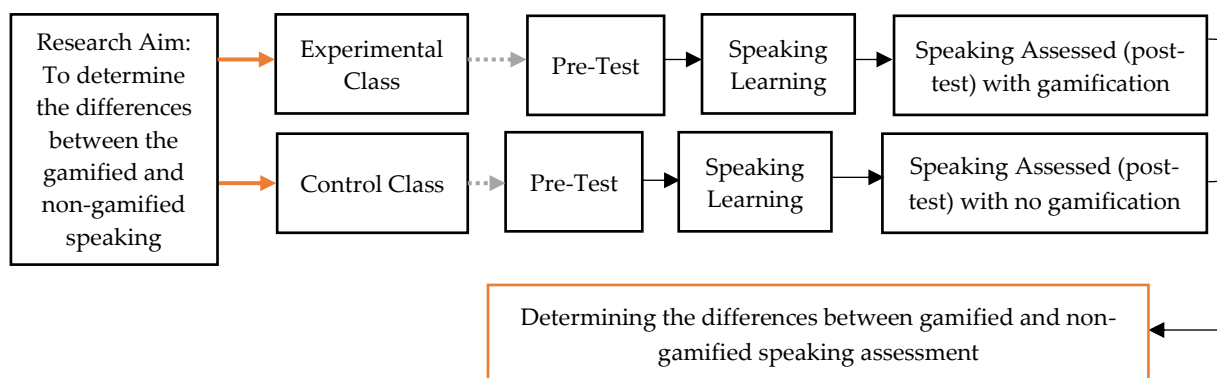 Research Aim:
To determine
the differences
between the
gamified and
non-gamified
speaking
Experimental
Class
Pre-Test
Speaking
Learning
Speaking Assessed (post-
test) with gamification
Control Class
Pre-Test
Speaking
Learning
Speaking Assessed (post-
test) with no gamification
Determining the differences between gamified and non-
gamified speaking assessment